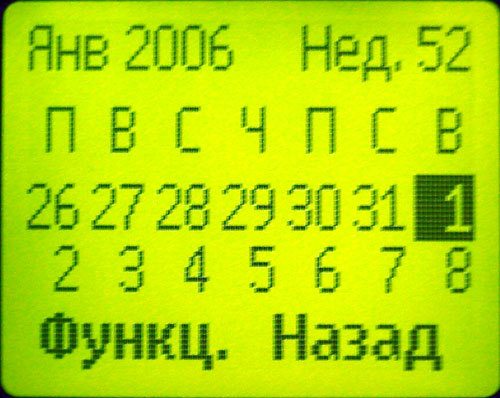 Янв 2006 Нед. 52
П В С Ч П С В
26 27 28 29 30 31 1
2 3 4 5 6 7 8
Функц. Назад